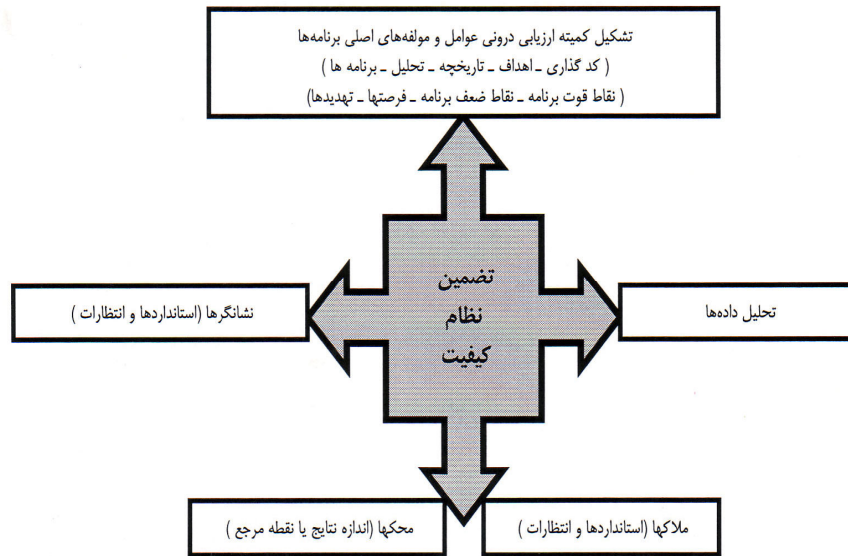 تشکیل کمیته ارزیابی درونی عوامل و مولفه‌های اصلی برنامه‌ها
( کد گذاری ـ اهداف ـ تاریخچه ـ تحلیل ـ برنامه ها )
( نقاط قوت برنامه ـ نقاط ضعف برنامه ـ فرصتها ـ تهدیدها)
تحلیل داده‌ها
تضمین
نظام
کیفیت
نشانگرها (استانداردها و انتظارات )
ملاکها (استانداردها و انتظارات )
محکها (اندازه نتایج یا نقطه مرجع )